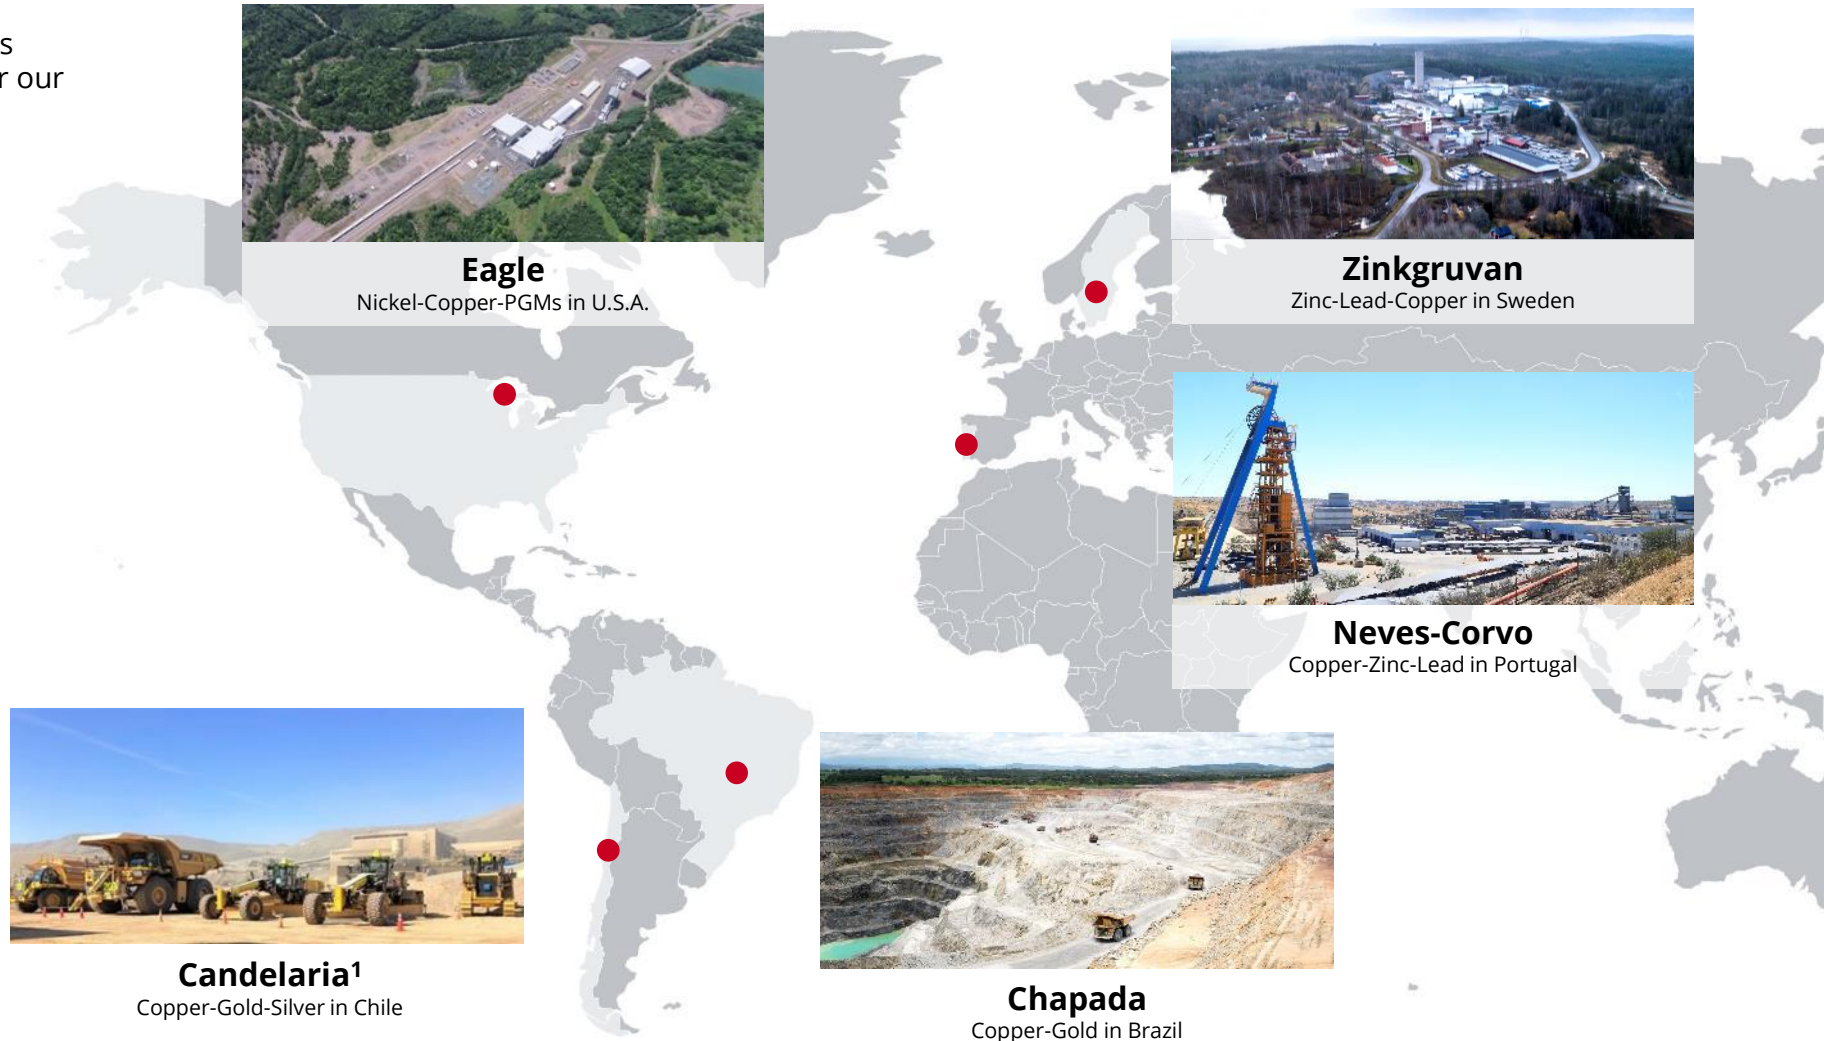 s
r our
Eagle
Nickel-Copper-PGMs in U.S.A.
Zinkgruvan
Zinc-Lead-Copper in Sweden
Neves-Corvo
Copper-Zinc-Lead in Portugal
Candelaria¹
Copper-Gold-Silver in Chile
Chapada
Copper-Gold in Brazil